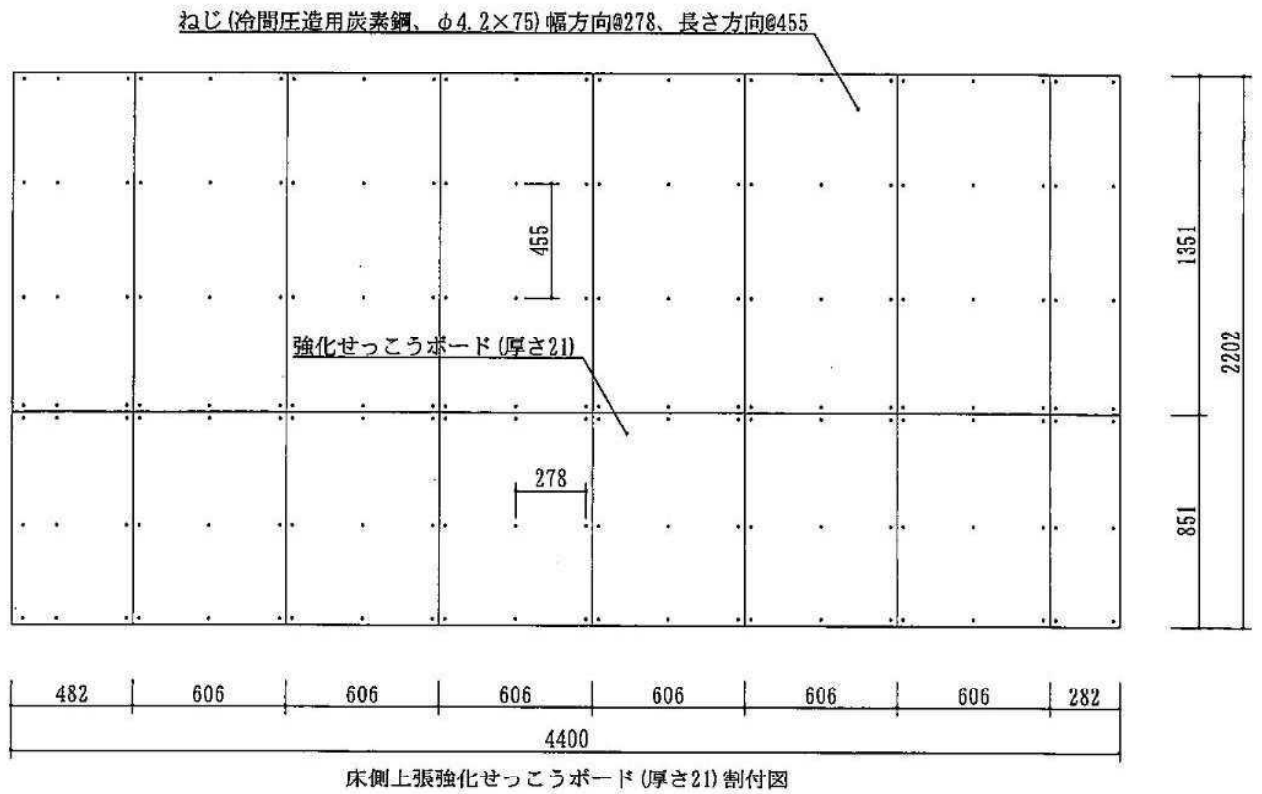 ねじ(冷間圧造用炭素鋼、φ4.2×75)幅方向@278、長さ方向@455
455
1351
2202
強化せっこうボード(厚さ21)
278
851
482 606 606 606 606 606 606 282
4400
床側上張強化せっこうボード(厚さ21)割付図